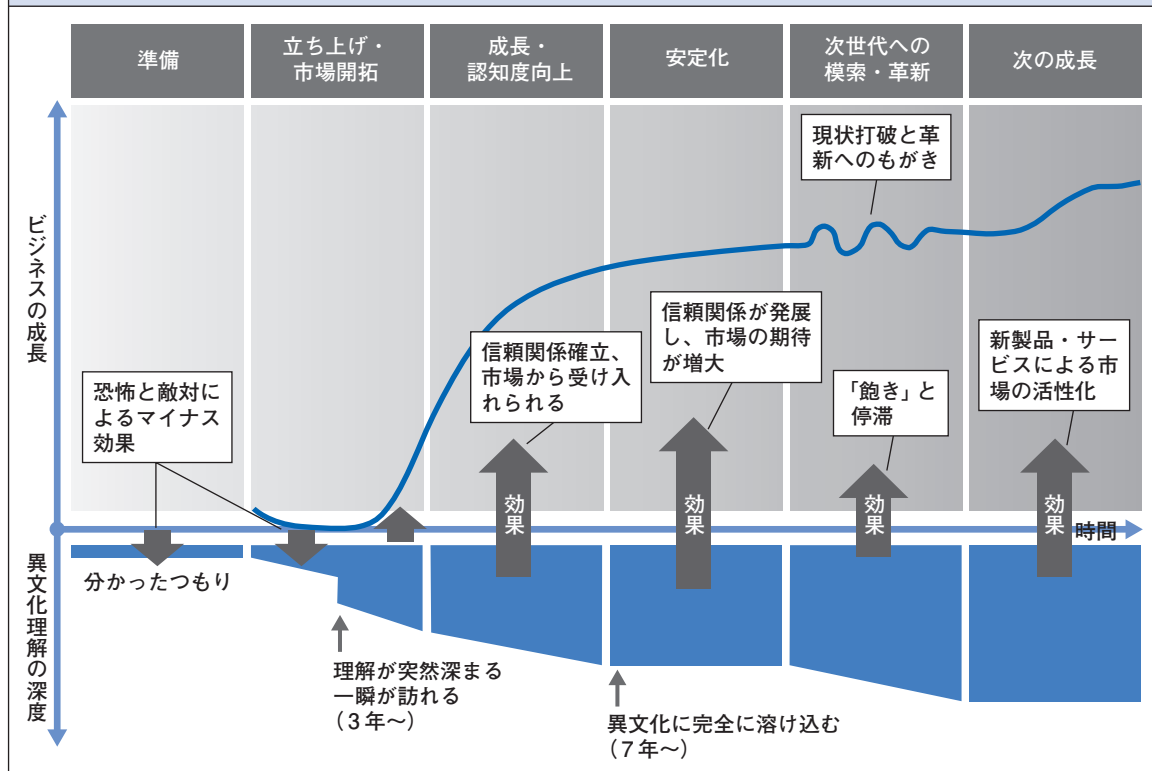 準備
立ち上げ・
市場開拓
成長・
認知度向上
安定化
次世代への
模索・革新
次の成長
ビジネスの成長
現状打破と革
新へのもがき
恐怖と敵対に
よるマイナス
効果
信頼関係確立、
市場から受け入
れられる
信頼関係が発展
し、市場の期待
が増大
「飽き」と
停滞
新製品・サー
ビスによる市
場の活性化
効果
効果
効果
効果
時間
異文化理解の深度
分かったつもり
理解が突然深まる
一瞬が訪れる
（3年～）
異文化に完全に溶け込む
（7年～）